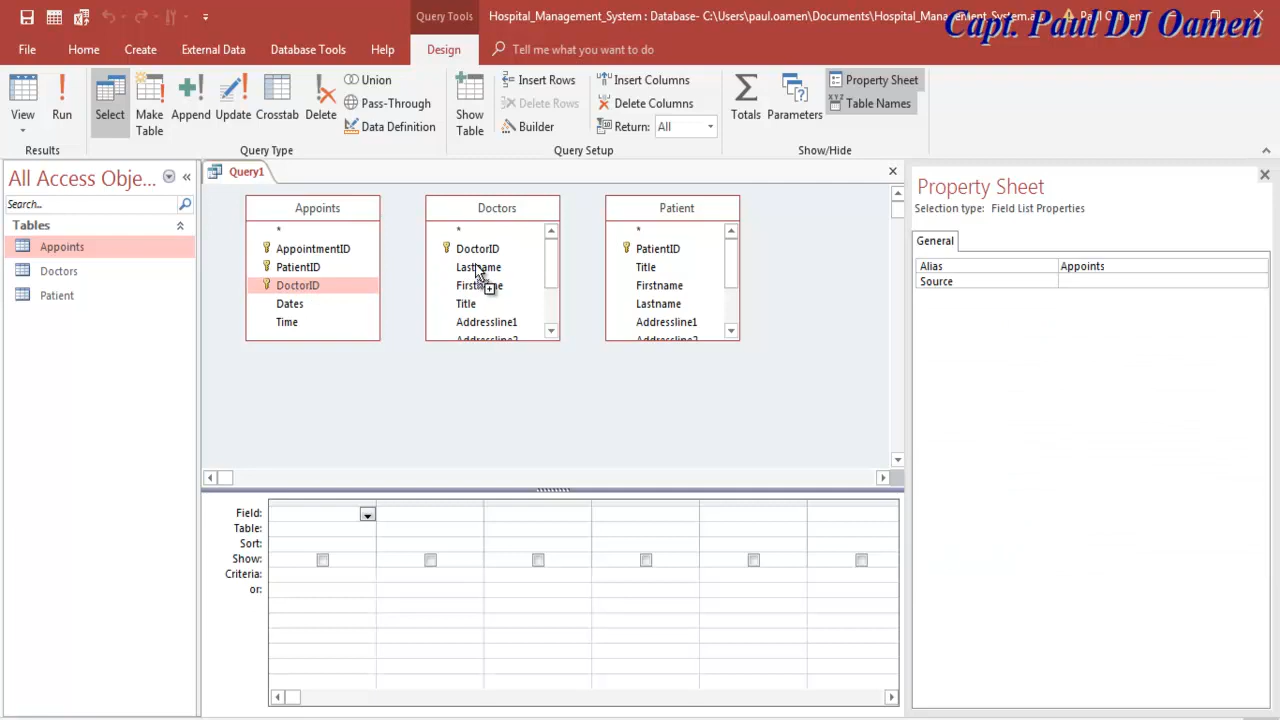 Query Tools
Hospital_Management_System : Database- C:\Users\paul.oamen\Documents\Hospital_Management_System.a
Paul Oamen
Capt. Paul DJ Oamen
File
Home
Create
External Data
Database Tools
Help
Design
Tell me what you want to do
View
Run
Select
Make
Table
Append
Update
Crosstab
Delete
Union
Pass-Through
Data Definition
Show
Table
Insert Rows
Delete Rows
Builder
Insert Columns
Delete Columns
Return: All
Totals
Parameters
Property Sheet
XYZ
Table Names
Results
Query Type
Query Setup
Show/Hide
All Access Obje...
Search...
Tables
Appoints
Doctors
Patient
Query1
Appoints
*
AppointmentID
PatientID
DoctorID
Dates
Time
Doctors
*
DoctorID
Lastname
Firstname
Title
Addressline1
Addressline2
Patient
*
PatientID
Title
Firstname
Lastname
Addressline1
Addressline2
Field:
Table:
Sort:
Show:
Criteria:
or:
Property Sheet
Selection type: Field List Properties
General
Alias Appoints
Source